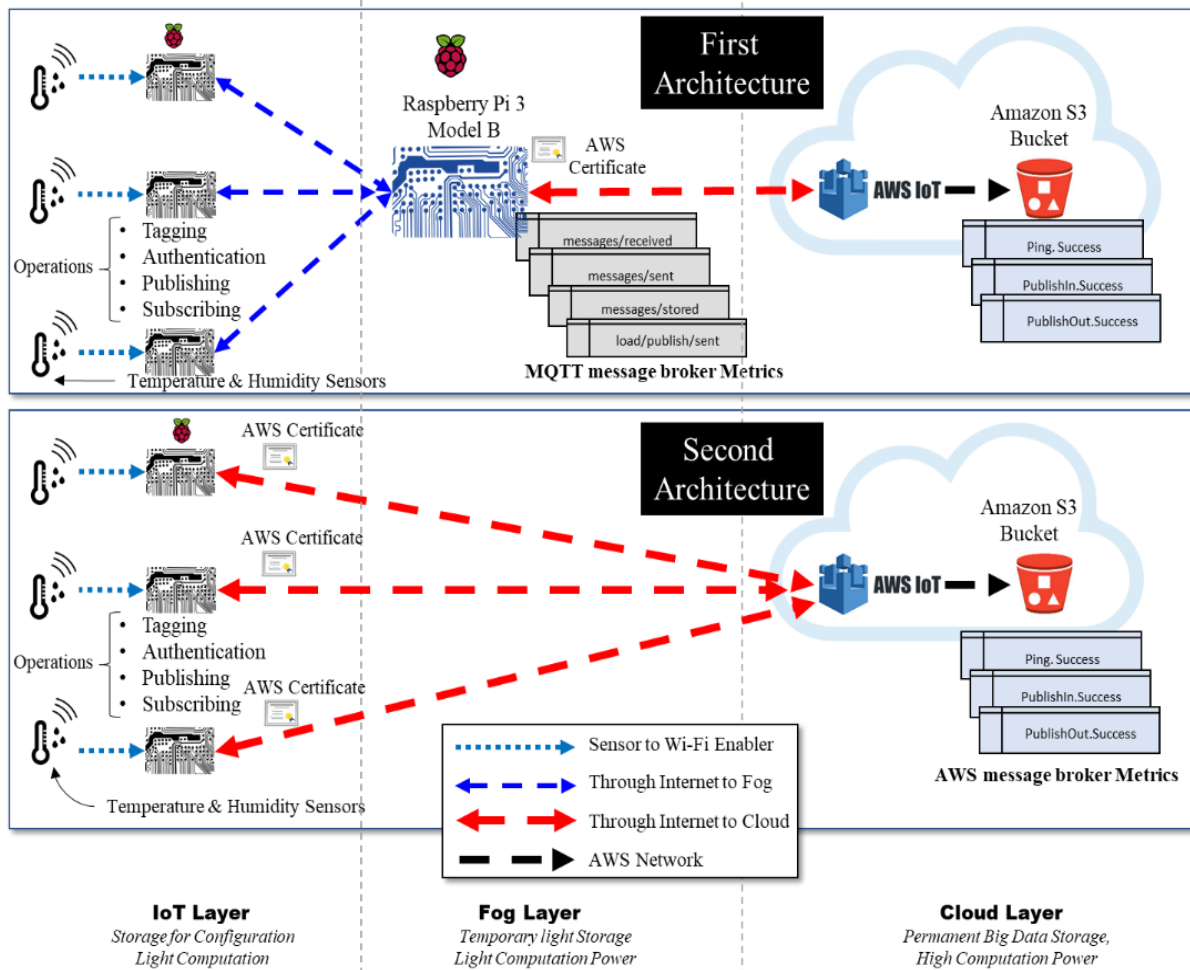 First
Architecture
Raspberry Pi 3
Model B
AWS
Certificate
Amazon S3
Bucket
AWS IoT
Operations
• Tagging
• Authentication
• Publishing
• Subscribing
messages/received
messages/sent
messages/stored
load/publish/sent
MQTT message broker Metrics
Ping. Success
PublishIn.Success
PublishOut.Success
Temperature & Humidity Sensors
Second
Architecture
AWS Certificate
AWS Certificate
AWS Certificate
Amazon S3
Bucket
AWS IoT
Operations
• Tagging
• Authentication
• Publishing
• Subscribing
Ping. Success
PublishIn.Success
PublishOut.Success
AWS message broker Metrics
Temperature & Humidity Sensors
Sensor to Wi-Fi Enabler
Through Internet to Fog
Through Internet to Cloud
AWS Network
IoT Layer
Storage for Configuration
Light Computation
Fog Layer
Temporary light Storage
Light Computation Power
Cloud Layer
Permanent Big Data Storage,
High Computation Power